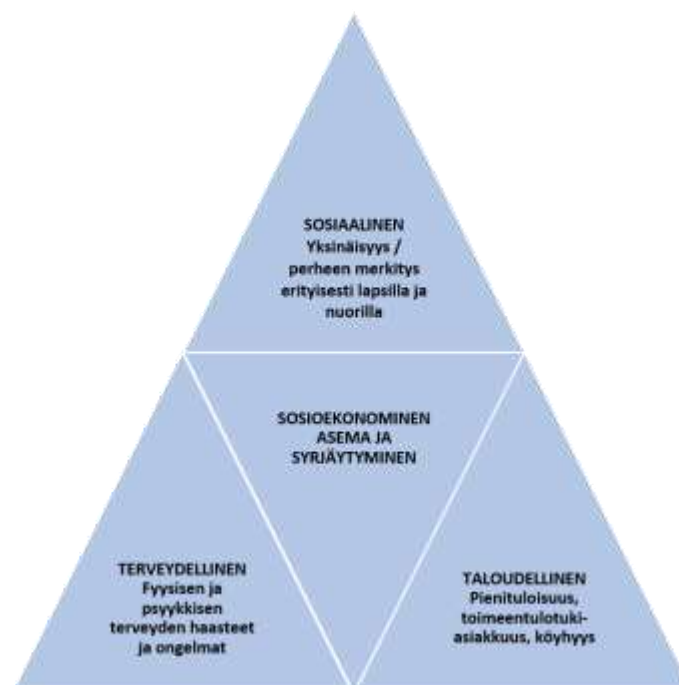 SOSIAALINEN
Yksinäisyys /
perheen merkitys
erityisesti lapsilla ja
nuorilla
SOSIOEKONOMINEN
ASEMA JA
SYRJÄYTYMINEN
TERVEYDELLINEN
Fyysisen ja
psyykkisen
terveyden haasteet
ja ongelmat
TALOUDELLINEN
Pienituloisuus,
toimeentulotuki-
asiakkuus, köyhyys